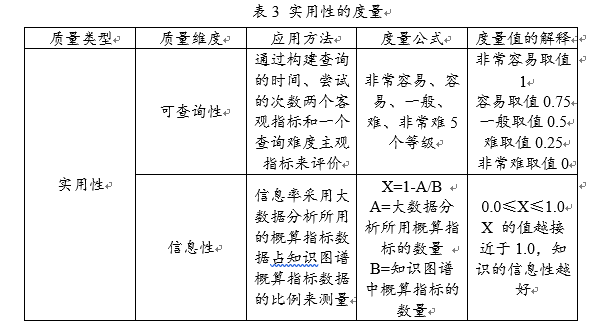 表 3 实用性的度量
质量类型 质量维度 应用方法 度量公式 度量值的解释
实用性
可查询性
通过构建查询
的时间、尝试
的次数两个客
观指标和一个
查询难度主观
指标来评价
非常容易、容
易、一般、
难、非常难 5
个等级
非常容易取值
1
容易取值 0.75
一般取值 0.5
难取值 0.25
非常难取值 0
信息性
信息率采用大
数据分析所用
的概算指标数
据占知识图谱
概算指标数据
的比例来测量
X=1-A/B
A=大数据分
析所用概算指
标的数量
B=知识图谱
中概算指标的
数量
0.0≤X≤1.0
X 的值越接
近于 1.0，知
识的信息性越
好